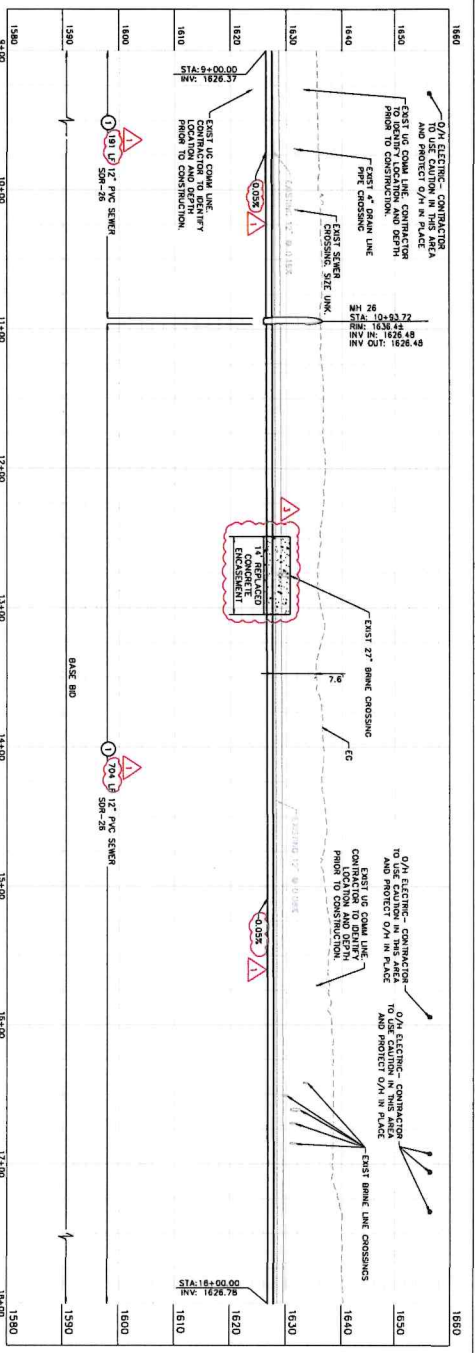 1660
1650
1640
1630
1620
1610
1600
1590
1580
O/H ELECTRIC- CONTRACTOR
TO USE CAUTION IN THIS AREA
AND PROTECT O/H IN PLACE
EXIST UG COMM LINE. CONTRACTOR
TO IDENTIFY LOCATION AND DEPTH
PRIOR TO CONSTRUCTION.
EXIST 4" DRAIN LINE
PIPE CROSSING
EXIST SEWER
CROSSING, SIZE UNK.
STA: 9+00.00
INV: 1626.37
EXIST UG COMM LINE.
CONTRACTOR TO IDENTIFY
LOCATION AND DEPTH
PRIOR TO CONSTRUCTION.
0.05%
1
MH 26
STA: 10+93.72
RIM: 1636.4±
INV IN: 1626.48
INV OUT: 1626.48
3
14' REPLACED
CONCRETE
ENCASEMENT
EXIST 27" BRINE CROSSING
7.6'
EG
O/H ELECTRIC- CONTRACTOR
TO USE CAUTION IN THIS AREA
AND PROTECT O/H IN PLACE
EXIST UG COMM LINE.
CONTRACTOR TO IDENTIFY
LOCATION AND DEPTH
PRIOR TO CONSTRUCTION.
-0.05%
1
O/H ELECTRIC- CONTRACTOR
TO USE CAUTION IN THIS AREA
AND PROTECT O/H IN PLACE
EXIST BRINE LINE CROSSINGS
STA: 18+00.00
INV: 1626.78
1
1 191 LF 12" PVC SEWER
SDR-26
1
1 704 LF 12" PVC SEWER
SDR-26
BASE BID
9+00
10+00
11+00
12+00
13+00
14+00
15+00
16+00
17+00
18+00
1660
1650
1640
1630
1620
1610
1600
1590
1580